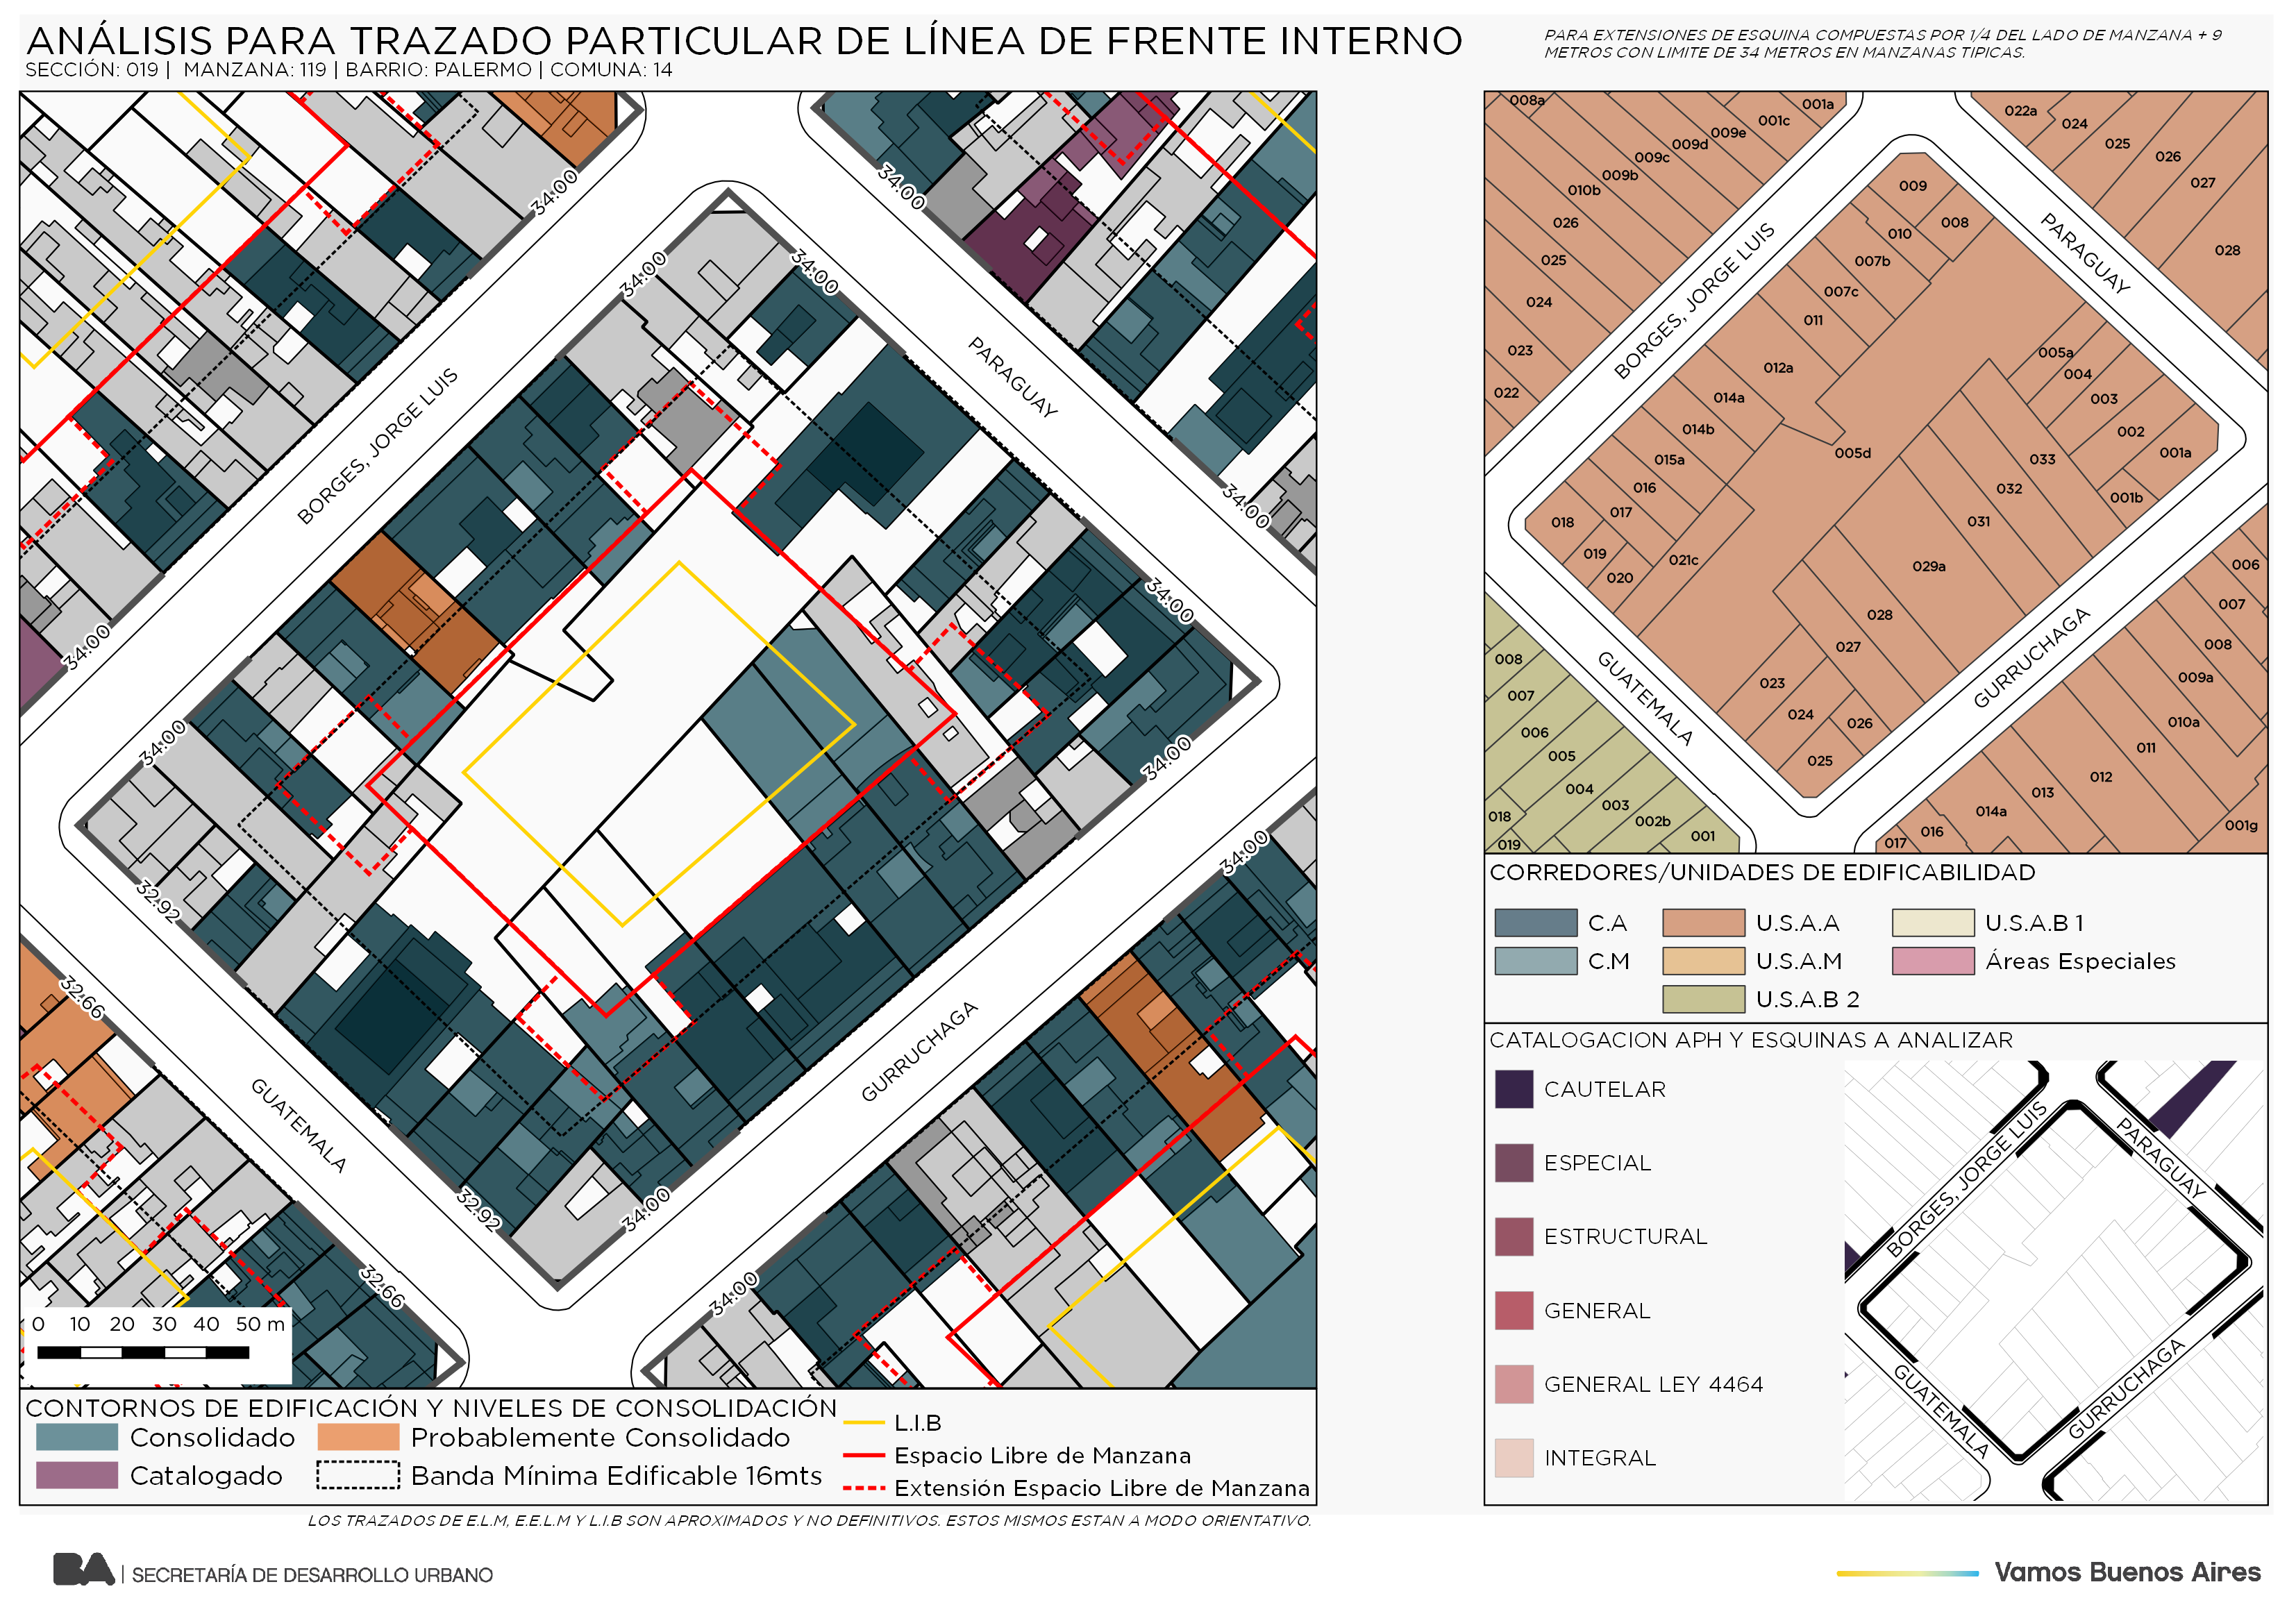 ANÁLISIS PARA TRAZADO PARTICULAR DE LÍNEA DE FRENTE INTERNO
SECCIÓN: 019 | MANZANA: 119 | BARRIO: PALERMO | COMUNA: 14
PARA EXTENSIONES DE ESQUINA COMPUESTAS POR 1/4 DEL LADO DE MANZANA + 9
METROS CON LIMITE DE 34 METROS EN MANZANAS TIPICAS.
34:00
34:00
34:00
34:00
BORGES, JORGE LUIS
PARAGUAY
34:00
34:00
34:00
34:00
34:00
32.92
34:00
32.66
GUATEMALA
GURRUCHAGA
32.92
34:00
32.66
34:00
0 10 20 30 40 50 m
CONTORNOS DE EDIFICACIÓN Y NIVELES DE CONSOLIDACIÓN
Consolidado
Probablemente Consolidado
Catalogado
Banda Mínima Edificable 16mts
L.I.B
Espacio Libre de Manzana
Extensión Espacio Libre de Manzana
LOS TRAZADOS DE E.L.M, E.E.L.M Y L.I.B SON APROXIMADOS Y NO DEFINITIVOS. ESTOS MISMOS ESTAN A MODO ORIENTATIVO.
008a
001a
001c
009e
009d
009c
009b
010b
026
025
024
023
022
022a
024
025
026
027
028
BORGES, JORGE LUIS
PARAGUAY
009
008
010
007b
007c
011
012a
014a
014b
015a
016
017
018
019
020
021c
005d
005a
004
003
002
001a
001b
033
032
031
029a
028
027
023
024
026
025
GUATEMALA
GURRUCHAGA
008
007
006
005
004
003
002b
001
018
019
006
007
008
009a
010a
011
012
013
014a
016
017
001g
CORREDORES/UNIDADES DE EDIFICABILIDAD
C.A
U.S.A.A
U.S.A.B 1
C.M
U.S.A.M
Áreas Especiales
U.S.A.B 2
CATALOGACION APH Y ESQUINAS A ANALIZAR
CAUTELAR
ESPECIAL
ESTRUCTURAL
GENERAL
GENERAL LEY 4464
INTEGRAL
BORGES, JORGE LUIS
PARAGUAY
GUATEMALA
GURRUCHAGA
BA | SECRETARÍA DE DESARROLLO URBANO
Vamos Buenos Aires